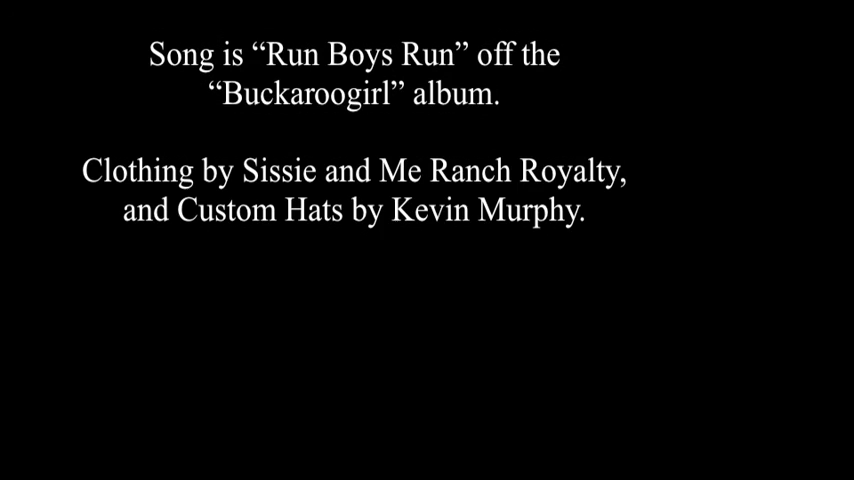 Song is “Run Boys Run” off the
“Buckaroogirl” album.
Clothing by Sissie and Me Ranch Royalty,
and Custom Hats by Kevin Murphy.